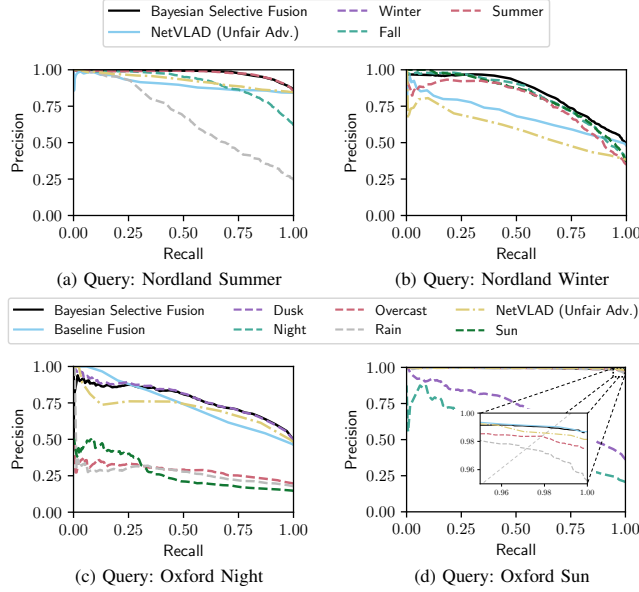 Bayesian Selective Fusion Winter Summer
NetVLAD (Unfair Adv.) Fall
1.00 1.00
0.75 0.75
0.50 0.50
0.25 0.25
0.00 0.00
Precision Precision
0.00 0.25 0.50 0.75 1.00 0.00 0.25 0.50 0.75 1.00
Recall Recall
(a) Query: Nordland Summer (b) Query: Nordland Winter
Bayesian Selective Fusion Dusk Overcast NetVLAD (Unfair Adv.)
Baseline Fusion Night Rain Sun
1.00 1.00
0.75 0.75
0.50 0.50
0.25 0.25
0.00 0.00
Precision Precision
1.00
0.98
0.96
0.96 0.98 1.00
0.00 0.25 0.50 0.75 1.00 0.00 0.25 0.50 0.75 1.00
Recall Recall
(c) Query: Oxford Night (d) Query: Oxford Sun